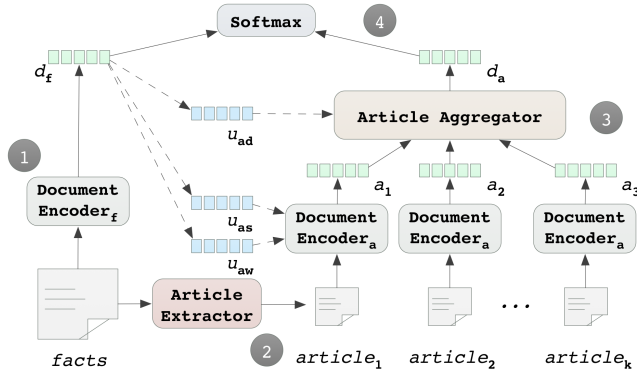 Softmax
4
d_f
d_a
u_ad
Article Aggregator
3
1
a_1
a_2
a_3
Document
Encoder_f
u_as
Document
Encoder_a
Document
Encoder_a
Document
Encoder_a
u_aw
Article
Extractor
...
2
facts
article_1
article_2
article_k